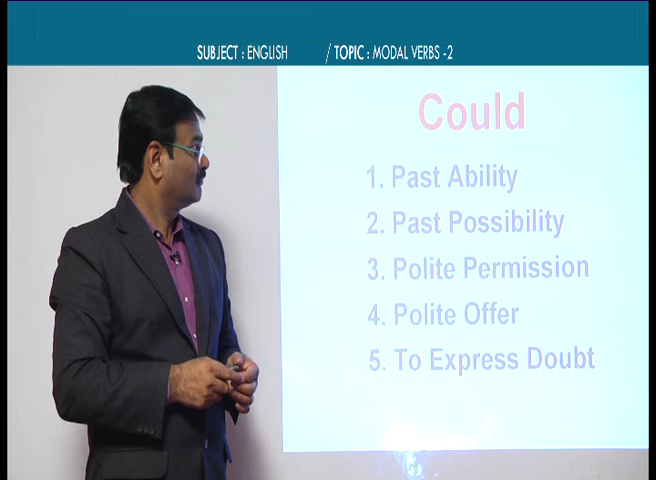 SUBJECT : ENGLISH / TOPIC : MODAL VERBS -2
Could
1. Past Ability
2. Past Possibility
3. Polite Permission
4. Polite Offer
5. To Express Doubt